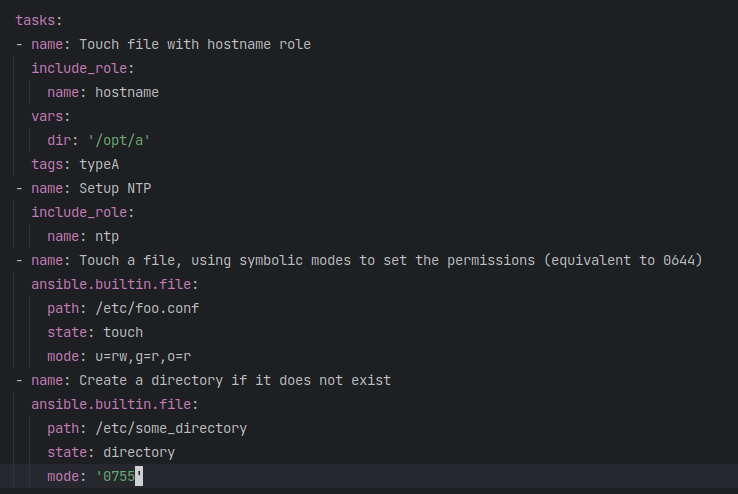 tasks:
- name: Touch file with hostname role
  include_role:
    name: hostname
  vars:
    dir: '/opt/a'
  tags: typeA
- name: Setup NTP
  include_role:
    name: ntp
- name: Touch a file, using symbolic modes to set the permissions (equivalent to 0644)
  ansible.builtin.file:
    path: /etc/foo.conf
    state: touch
    mode: u=rw,g=r,o=r
- name: Create a directory if it does not exist
  ansible.builtin.file:
    path: /etc/some_directory
    state: directory
    mode: '0755'